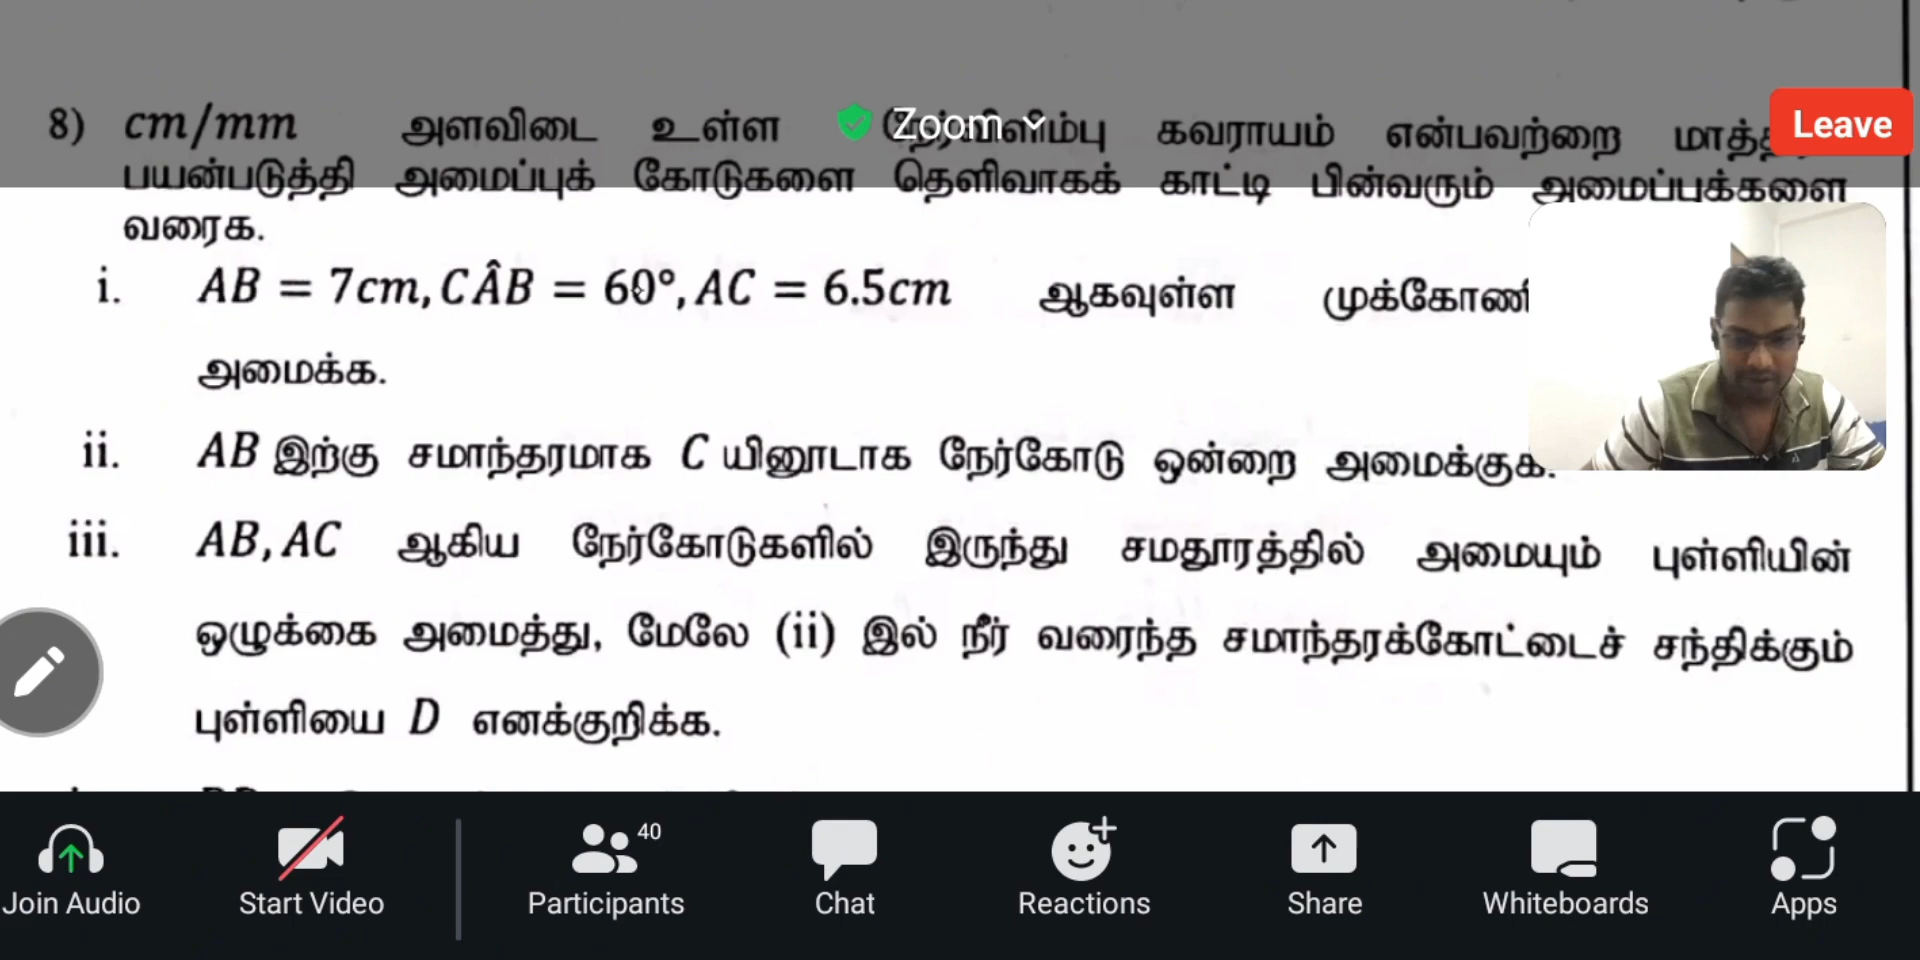 8) cm/mm அளவிடை உள்ள Zoom கவராயம் என்பவற்றை
Leave
பயன்படுத்தி அமைப்புக் கோடுகளை தெளிவாகக் காட்டி பின்வரும் அமைப்புக்களை
வரைக.
i. AB = 7cm, CÂB = 60°, AC = 6.5cm ஆகவுள்ள
அமைக்க.
ii. AB இற்கு சமாந்தரமாக C யினூடாக நேர்கோடு ஒன்றை அமைக்குக.
iii. AB, AC ஆகிய நேர்கோடுகளில் இருந்து சமதூரத்தில் அமையும் புள்ளியின்
ஒழுக்கை அமைத்து, மேலே (ii) இல் நீர் வரைந்த சமாந்தரக்கோட்டைச் சந்திக்கும்
புள்ளியை D எனக்குறிக்க.
40
Join Audio Start Video Participants Chat Reactions Share Whiteboards Apps